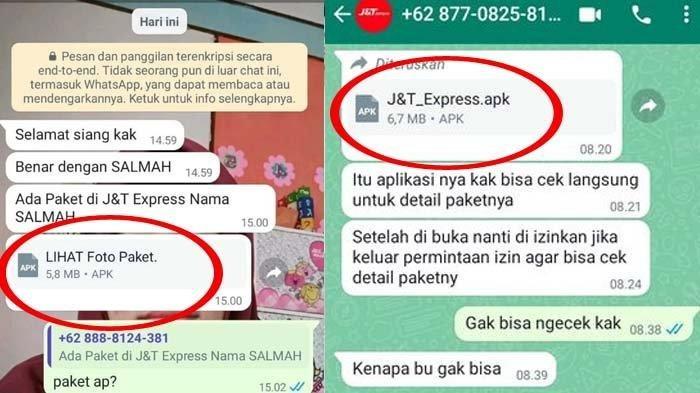 Hari ini
Pesan dan panggilan terenkripsi secara
end-to-end. Tidak seorang pun di luar chat ini,
termasuk WhatsApp, yang dapat membaca atau
mendengarkannya. Ketuk untuk info selengkapnya.
Selamat siang kak
14.59
Benar dengan SALMAH
14.59
Ada Paket di J&T Express Nama
SALMAH
15.00
APK
LIHAT Foto Paket.
5,8 MB • APK
15.00
+62 888-8124-381
Ada Paket di J&T Express Nama SALMAH
paket ap?
15.02
J&T
+62 877-0825-81...
Diteruskan
APK
J&T_Express.apk
6,7 MB • APK
08.20
Itu aplikasi nya kak bisa cek langsung
untuk detail paketnya
08.21
Setelah di buka nanti di izinkan jika
keluar permintaan izin agar bisa cek
detail paketny
08.24
Gak bisa ngecek kak
08.38
Kenapa bu gak bisa
08.39